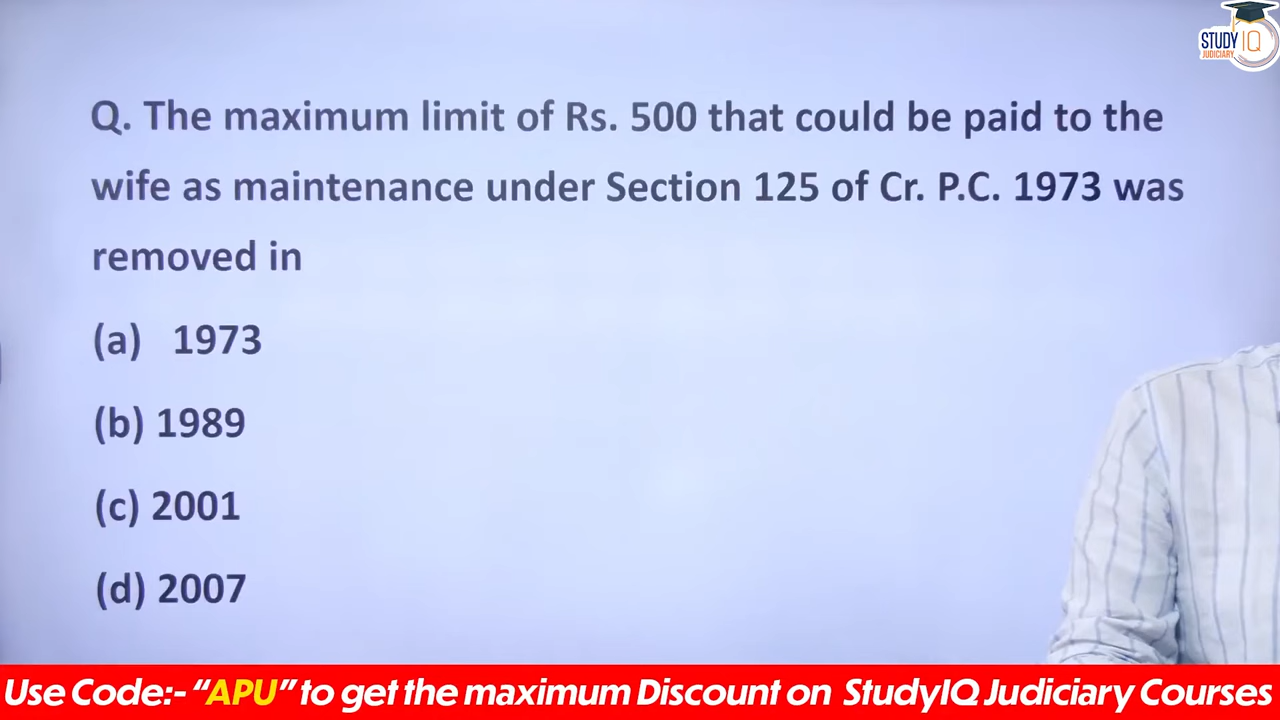 STUDY IQ
JUDICIARY
Q. The maximum limit of Rs. 500 that could be paid to the
wife as maintenance under Section 125 of Cr. P.C. 1973 was
removed in
(a) 1973
(b) 1989
(c) 2001
(d) 2007
Use Code:- “APU” to get the maximum Discount on StudyIQ Judiciary Courses